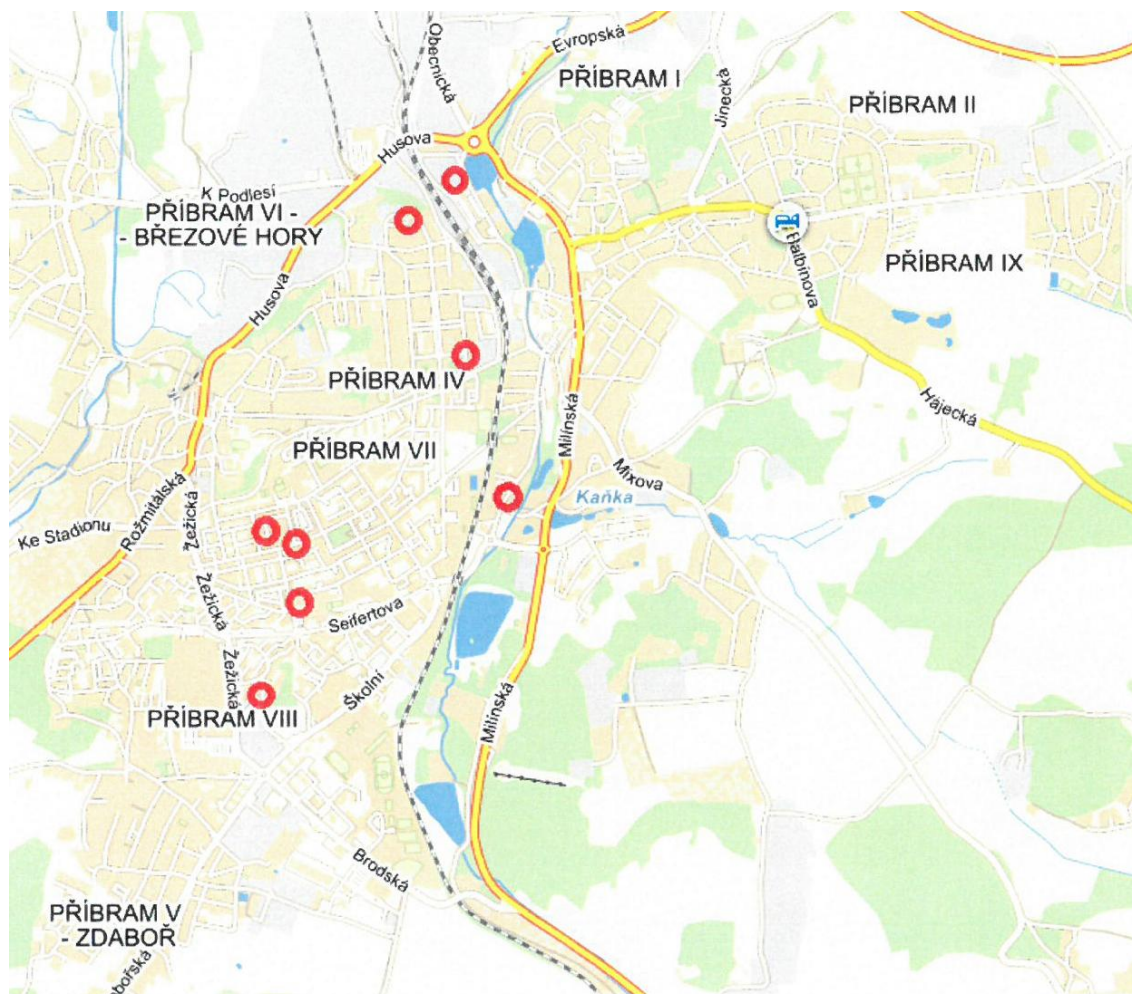 Evropská
Obecnická
PŘÍBRAM I
Jinecká
PŘÍBRAM II
Husova
K Podlesí
PŘÍBRAM VI -
- BŘEZOVÉ HORY
Balbínova
PŘÍBRAM IX
Husova
PŘÍBRAM IV
Milínská
Hájecká
PŘÍBRAM VII
Mixova
Rožmitálská
Kaňka
Ke Stadionu
Žežická
Žežická
Seifertova
Žežická
Školní
PŘÍBRAM VIII
Milínská
Brodská
PŘÍBRAM V
- ZDABOŘ